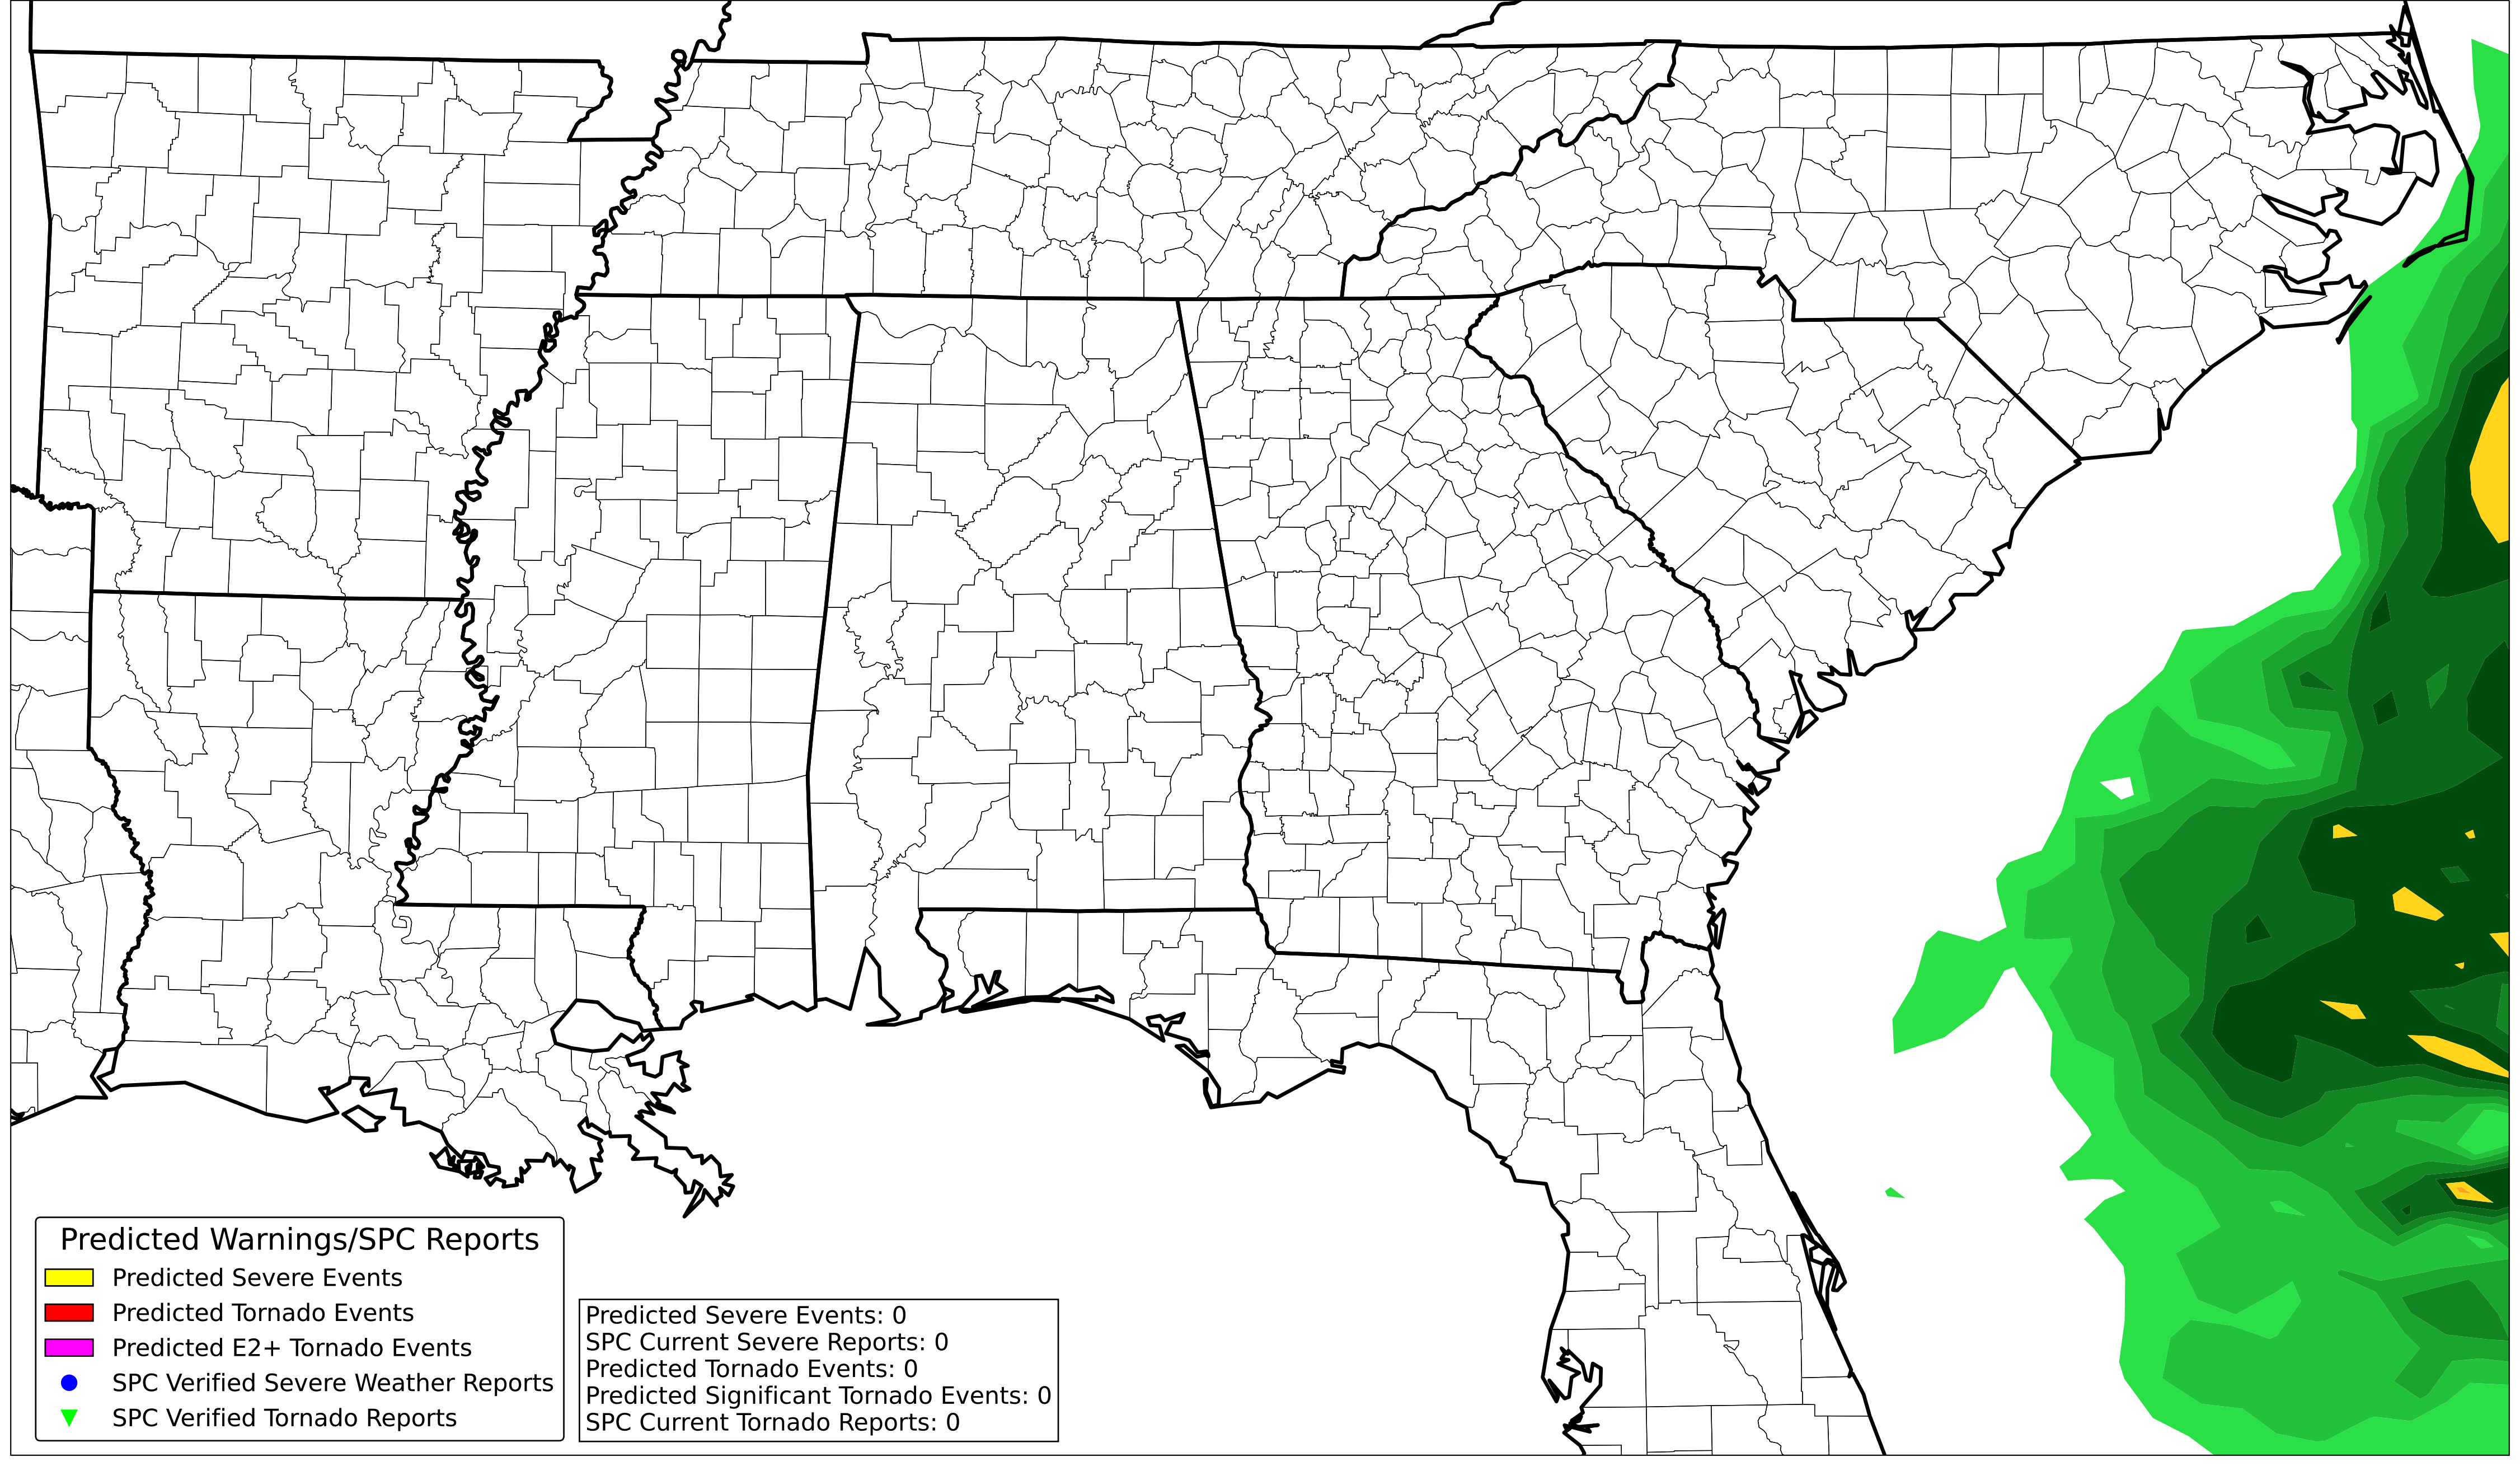 Predicted Warnings/SPC Reports
Predicted Severe Events
Predicted Tornado Events
Predicted E2+ Tornado Events
SPC Verified Severe Weather Reports
SPC Verified Tornado Reports
Predicted Severe Events: 0
SPC Current Severe Reports: 0
Predicted Tornado Events: 0
Predicted Significant Tornado Events: 0
SPC Current Tornado Reports: 0